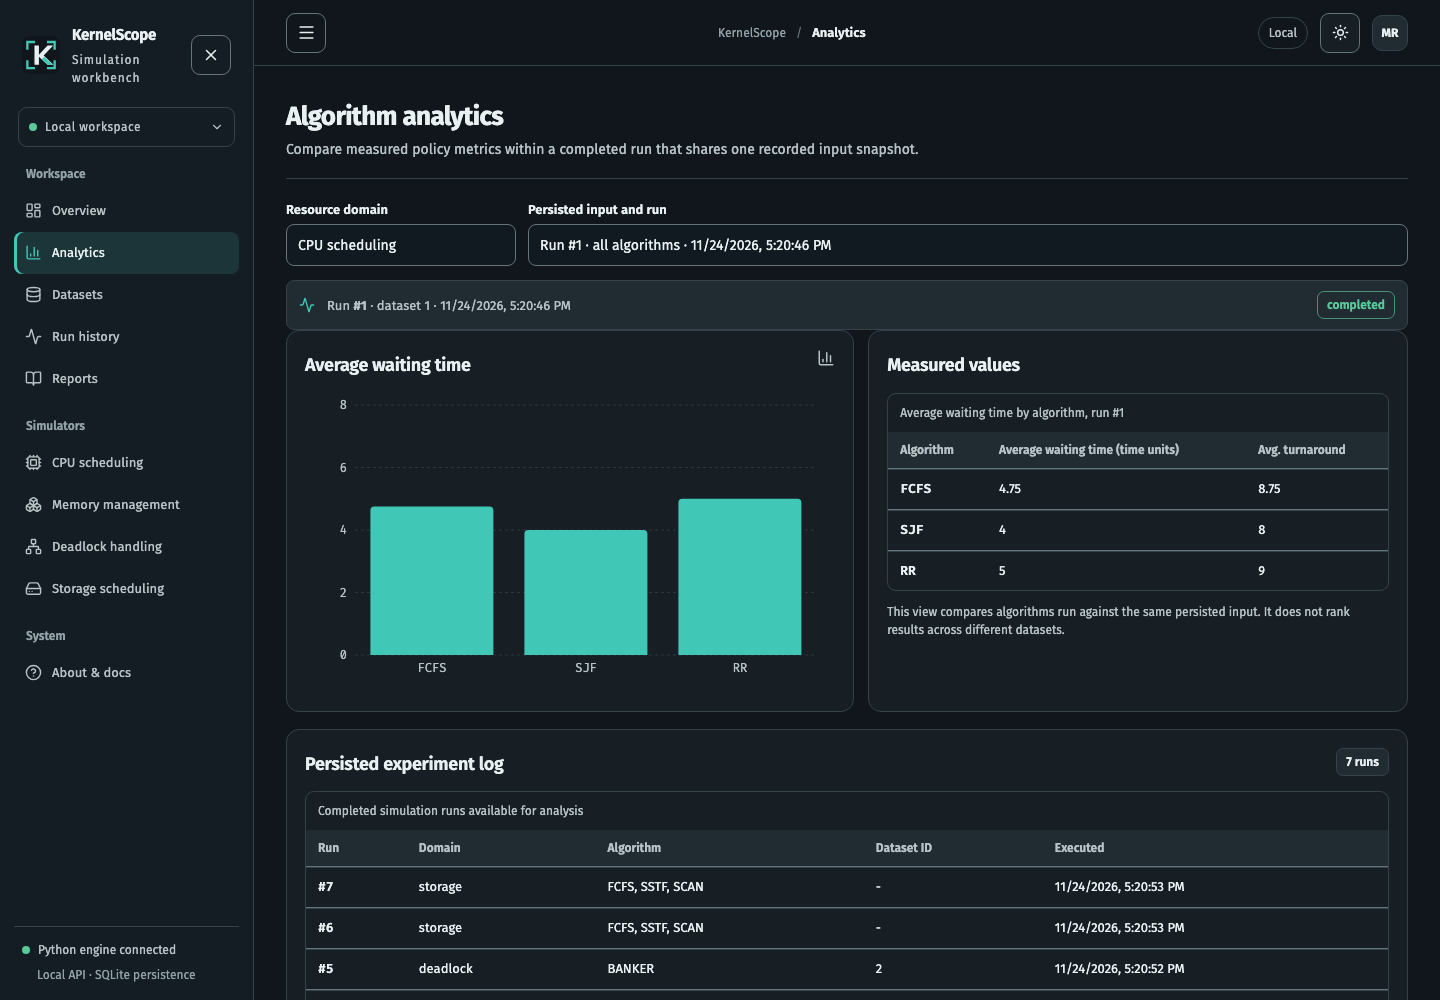 KernelScope
Simulation
workbench
Local workspace
Workspace
Overview
Analytics
Datasets
Run history
Reports
Simulators
CPU scheduling
Memory management
Deadlock handling
Storage scheduling
System
About & docs
Python engine connected
Local API · SQLite persistence
KernelScope / Analytics
Local
MR
Algorithm analytics
Compare measured policy metrics within a completed run that shares one recorded input snapshot.
Resource domain
CPU scheduling
Persisted input and run
Run #1 · all algorithms · 11/24/2026, 5:20:46 PM
Run #1 · dataset 1 · 11/24/2026, 5:20:46 PM
completed
Average waiting time
8
6
4
2
0
FCFS SJF RR
Measured values
Average waiting time by algorithm, run #1
Algorithm Average waiting time (time units) Avg. turnaround
FCFS 4.75 8.75
SJF 4 8
RR 5 9
This view compares algorithms run against the same persisted input. It does not rank
results across different datasets.
Persisted experiment log
7 runs
Completed simulation runs available for analysis
Run Domain Algorithm Dataset ID Executed
#7 storage FCFS, SSTF, SCAN - 11/24/2026, 5:20:53 PM
#6 storage FCFS, SSTF, SCAN - 11/24/2026, 5:20:53 PM
#5 deadlock BANKER 2 11/24/2026, 5:20:52 PM